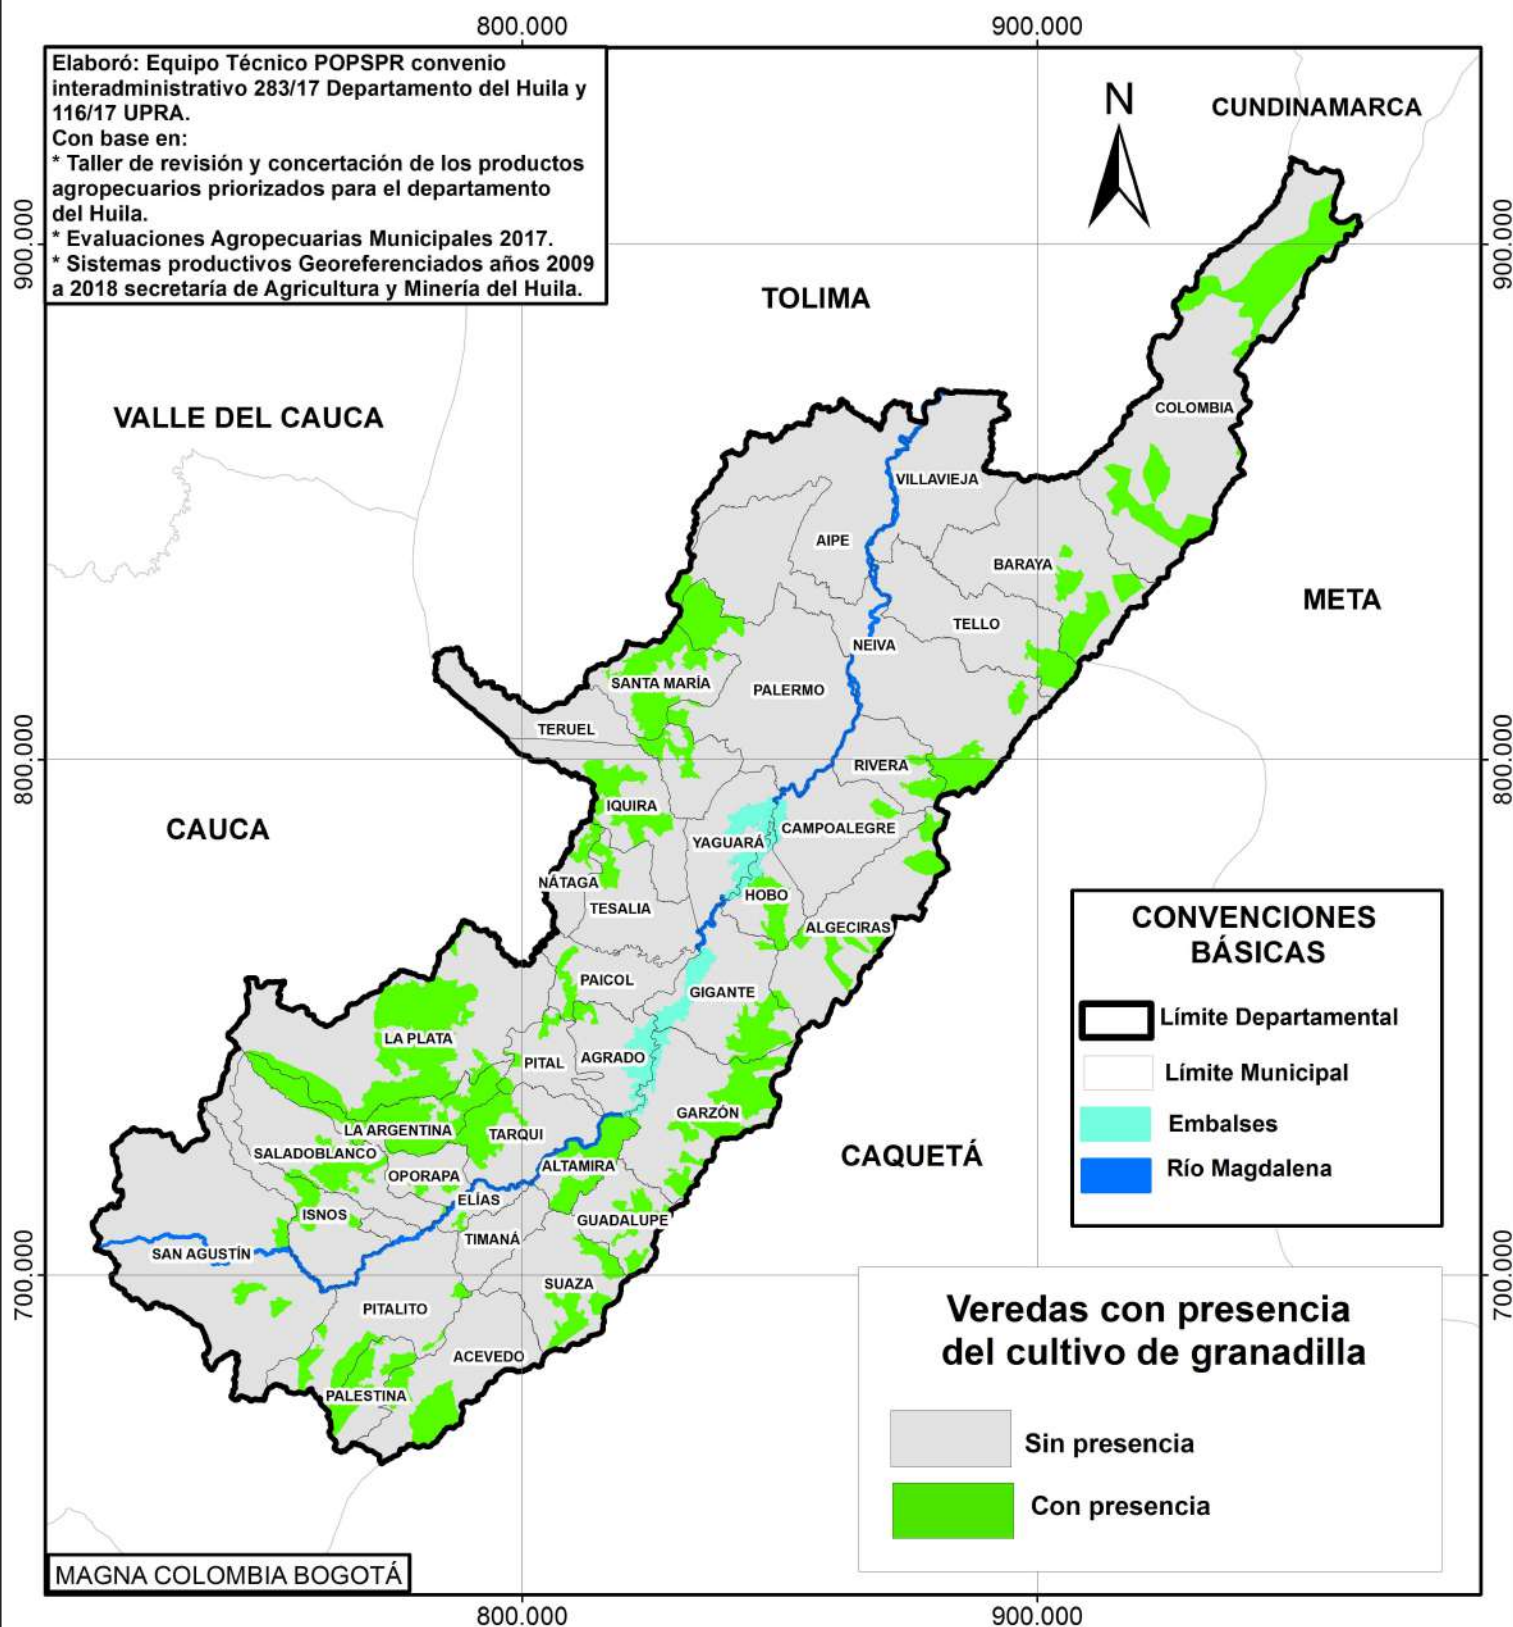 800.000
900.000
Elaboró: Equipo Técnico POPSPR convenio
interadministrativo 283/17 Departamento del Huila y
116/17 UPRA.
Con base en:
* Taller de revisión y concertación de los productos
agropecuarios priorizados para el departamento
del Huila.
* Evaluaciones Agropecuarias Municipales 2017.
* Sistemas productivos Georeferenciados años 2009
a 2018 secretaría de Agricultura y Minería del Huila.
N
CUNDINAMARCA
900.000
900.000
TOLIMA
VALLE DEL CAUCA
COLOMBIA
VILLAVIEJA
AIPE
BARAYA
META
TELLO
NEIVA
SANTA MARÍA
PALERMO
TERUEL
800.000
800.000
RIVERA
IQUIRA
CAUCA
CAMPOALEGRE
YAGUARÁ
NÁTAGA
HOBO
TESALIA
ALGECIRAS
PAICOL
GIGANTE
LA PLATA
PITAL
AGRADO
GARZÓN
LA ARGENTINA
TARQUI
SALADOBLANCO
CAQUETÁ
ALTAMIRA
OPORAPA
ELÍAS
ISNOS
GUADALUPE
TIMANÁ
SAN AGUSTÍN
700.000
700.000
SUAZA
PITALITO
ACEVEDO
PALESTINA
CONVENCIONES
BÁSICAS
Límite Departamental
Límite Municipal
Embalses
Río Magdalena
Veredas con presencia
del cultivo de granadilla
Sin presencia
Con presencia
MAGNA COLOMBIA BOGOTÁ
800.000
900.000